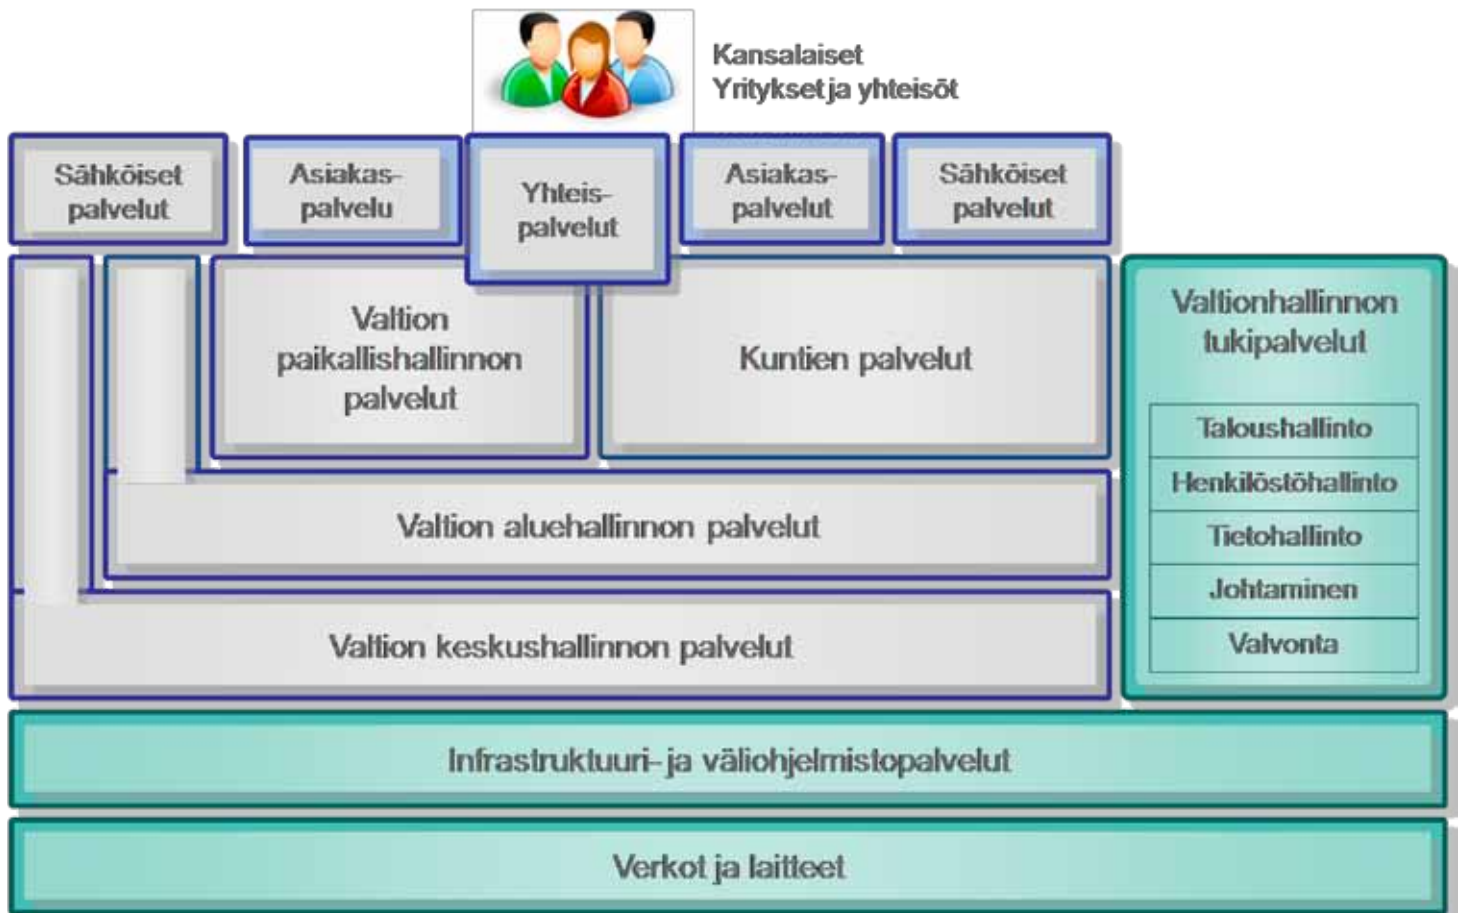 Kansalaiset
Yritykset ja yhteisöt
Sähköiset
palvelut
Asiakas-
palvelu
Yhteis-
palvelut
Asiakas-
palvelut
Sähköiset
palvelut
Valtion
paikallishallinnon
palvelut
Kuntien palvelut
Valtion aluehallinnon palvelut
Valtion keskushallinnon palvelut
Valtionhallinnon
tukipalvelut
Taloushallinto
Henkilöstöhallinto
Tietohallinto
Johtaminen
Valvonta
Infrastruktuuri- ja väliohjelmistopalvelut
Verkot ja laitteet